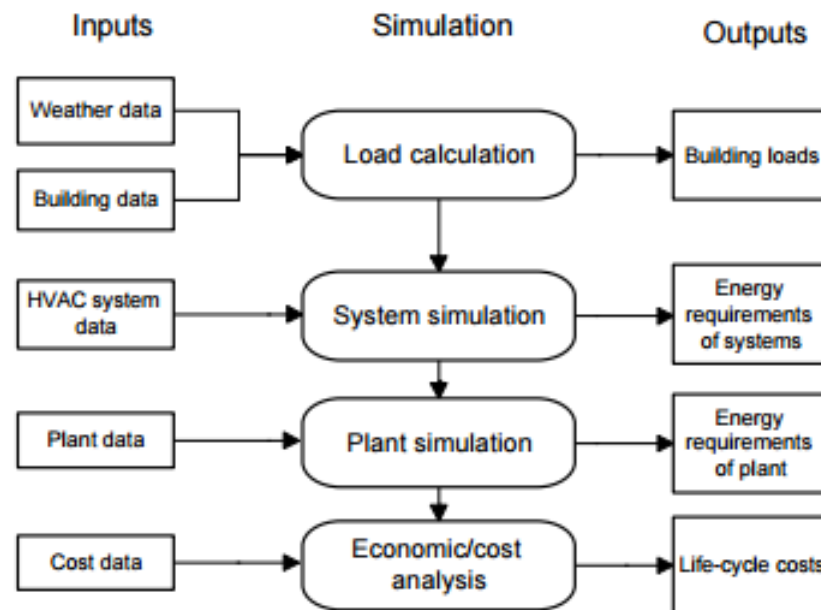 Inputs
Simulation
Outputs
Weather data
Building data
Load calculation
Building loads
HVAC system
data
System simulation
Energy
requirements
of systems
Plant data
Plant simulation
Energy
requirements
of plant
Cost data
Economic/cost
analysis
Life-cycle costs